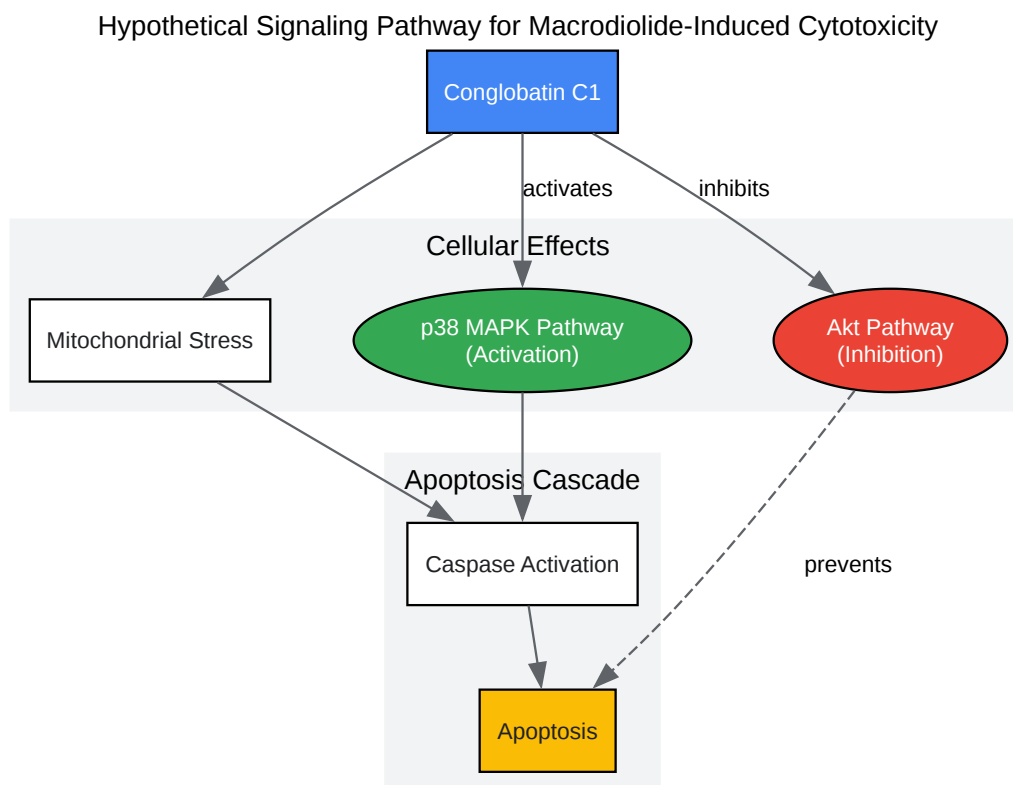 Hypothetical Signaling Pathway for Macrodiolide-Induced Cytotoxicity
Conglobatin C1
activates
inhibits
Cellular Effects
Mitochondrial Stress
p38 MAPK Pathway
(Activation)
Akt Pathway
(Inhibition)
Apoptosis Cascade
Caspase Activation
prevents
Apoptosis